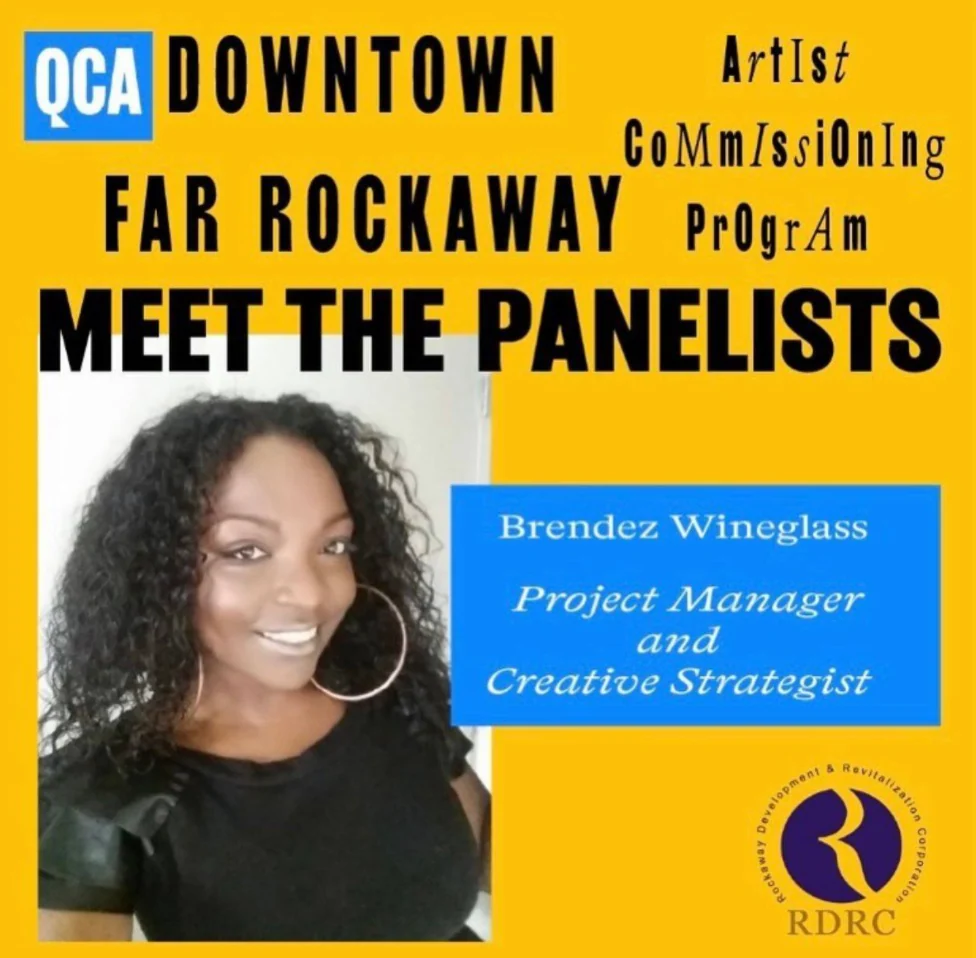 QCA DOWNTOWN
FAR ROCKAWAY
ArtIst
CoMmIssiOnIng
PrOgrAm
MEET THE PANELISTS
Brendez Wineglass
Project Manager
and
Creative Strategist
Rockaway Development & Revitalization Corporation
RDRC